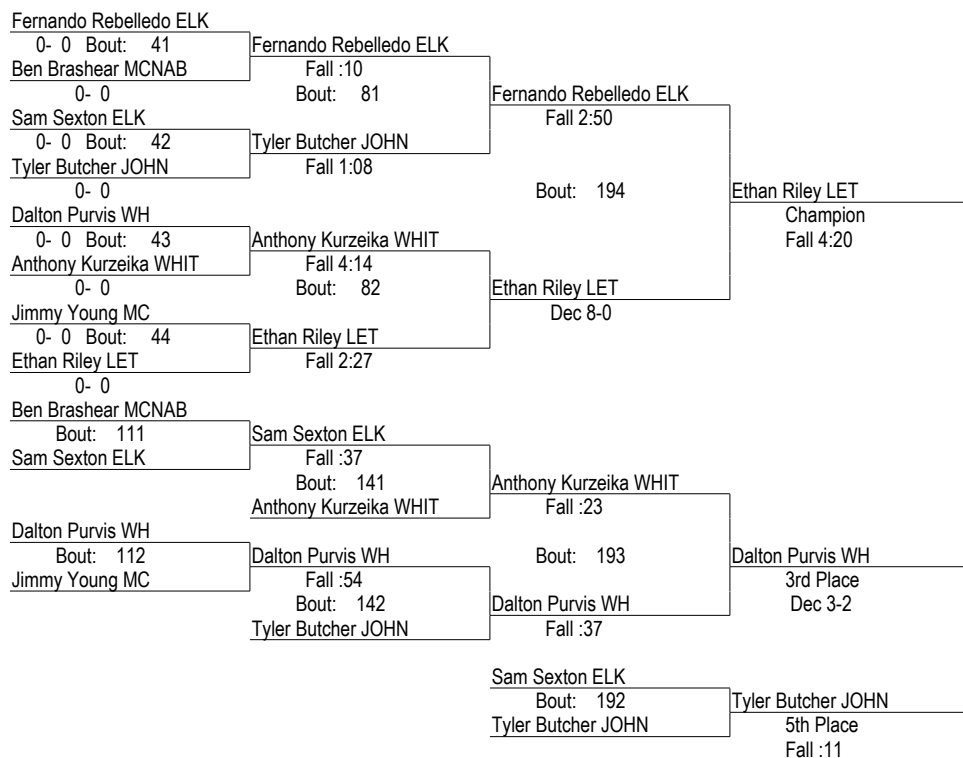 Fernando Rebelledo ELK
0- 0 Bout: 41
Ben Brashear MCNAB
0- 0
Sam Sexton ELK
0- 0 Bout: 42
Tyler Butcher JOHN
0- 0
Dalton Purvis WH
0- 0 Bout: 43
Anthony Kurzeika WHIT
0- 0
Jimmy Young MC
0- 0 Bout: 44
Ethan Riley LET
0- 0
Fernando Rebelledo ELK
Fall :10
Bout: 81
Tyler Butcher JOHN
Fall 1:08
Anthony Kurzeika WHIT
Fall 4:14
Bout: 82
Ethan Riley LET
Fall 2:27
Fernando Rebelledo ELK
Fall 2:50
Bout: 194
Ethan Riley LET
Dec 8-0
Ethan Riley LET
Champion
Fall 4:20
Ben Brashear MCNAB
Bout: 111
Sam Sexton ELK
Dalton Purvis WH
Bout: 112
Jimmy Young MC
Sam Sexton ELK
Fall :37
Bout: 141
Anthony Kurzeika WHIT
Dalton Purvis WH
Fall :54
Bout: 142
Tyler Butcher JOHN
Anthony Kurzeika WHIT
Fall :23
Bout: 193
Dalton Purvis WH
Fall :37
Dalton Purvis WH
3rd Place
Dec 3-2
Sam Sexton ELK
Bout: 192
Tyler Butcher JOHN
Tyler Butcher JOHN
5th Place
Fall :11